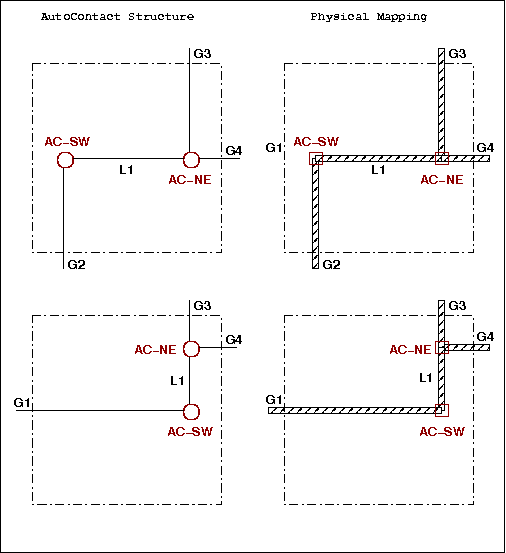 AutoContact Structure
Physical Mapping
G3
G3
AC-SW
G4
G1
AC-SW
G4
L1
AC-NE
L1
AC-NE
G2
G2
G3
G3
AC-NE
G4
AC-NE
G4
L1
L1
G1
G1
AC-SW
AC-SW